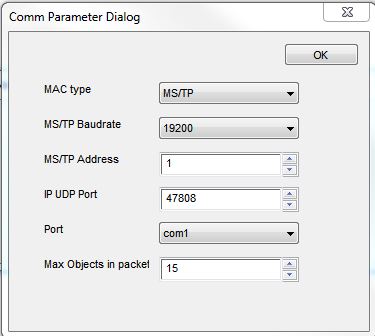 Comm Parameter Dialog
OK
MAC type MS/TP
MS/TP Baudrate 19200
MS/TP Address 1
IP UDP Port 47808
Port com1
Max Objects in packet 15